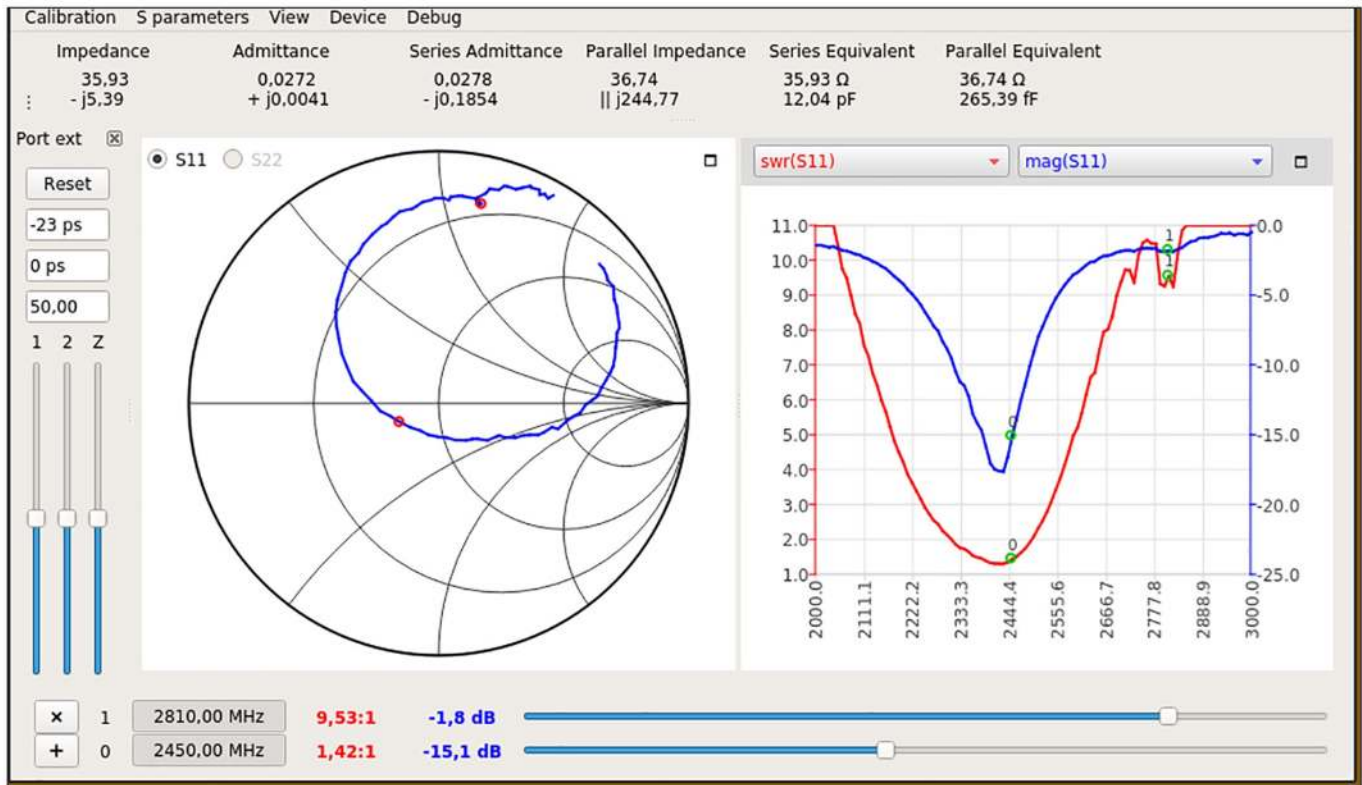 Calibration S parameters View Device Debug
Impedance Admittance Series Admittance Parallel Impedance Series Equivalent Parallel Equivalent
35,93 0,0272 0,0278 36,74 35,93 Ω 36,74 Ω
- j5,39 + j0,0041 - j0,1854 || j244,77 12,04 pF 265,39 fF
Port ext
Reset
-23 ps
0 ps
50,00
1 2 Z
S11 S22
swr(S11) mag(S11)
11.0 0.0
10.0
9.0 -5.0
8.0
7.0 -10.0
6.0
5.0 -15.0
4.0
3.0 -20.0
2.0
1.0 -25.0
1
1
0
0
2000.0 2111.1 2222.2 2333.3 2444.4 2555.6 2666.7 2777.8 2888.9 3000.0
× 1 2810,00 MHz 9,53:1 -1,8 dB
+ 0 2450,00 MHz 1,42:1 -15,1 dB